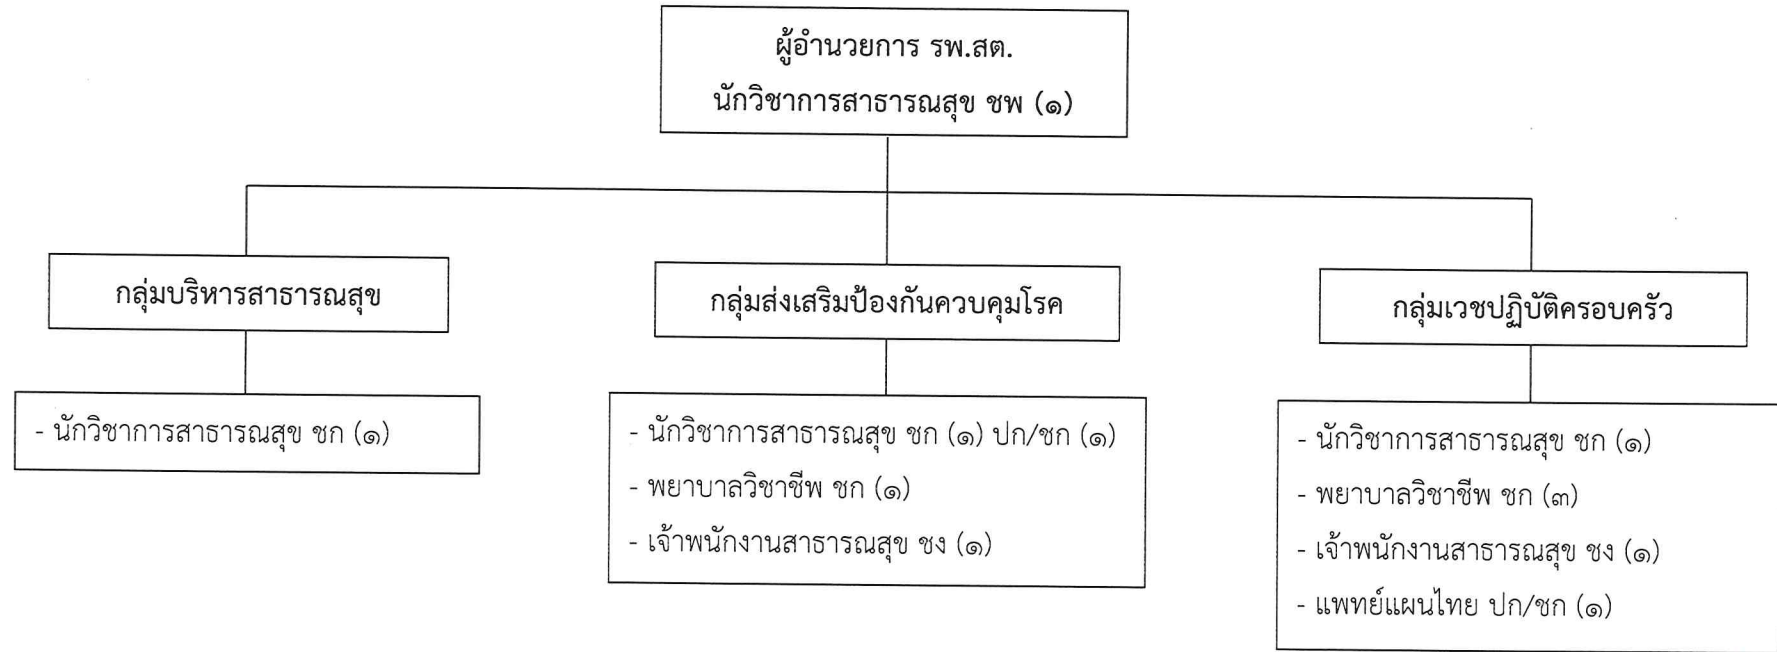 ผู้อำนวยการ รพ.สต.
นักวิชาการสาธารณสุข ชพ (๑)
กลุ่มบริหารสาธารณสุข
- นักวิชาการสาธารณสุข ชก (๑)
กลุ่มส่งเสริมป้องกันควบคุมโรค
- นักวิชาการสาธารณสุข ชก (๑) ปก/ชก (๑)
- พยาบาลวิชาชีพ ชก (๑)
- เจ้าพนักงานสาธารณสุข ชง (๑)
กลุ่มเวชปฏิบัติครอบครัว
- นักวิชาการสาธารณสุข ชก (๑)
- พยาบาลวิชาชีพ ชก (๓)
- เจ้าพนักงานสาธารณสุข ชง (๑)
- แพทย์แผนไทย ปก/ชก (๑)